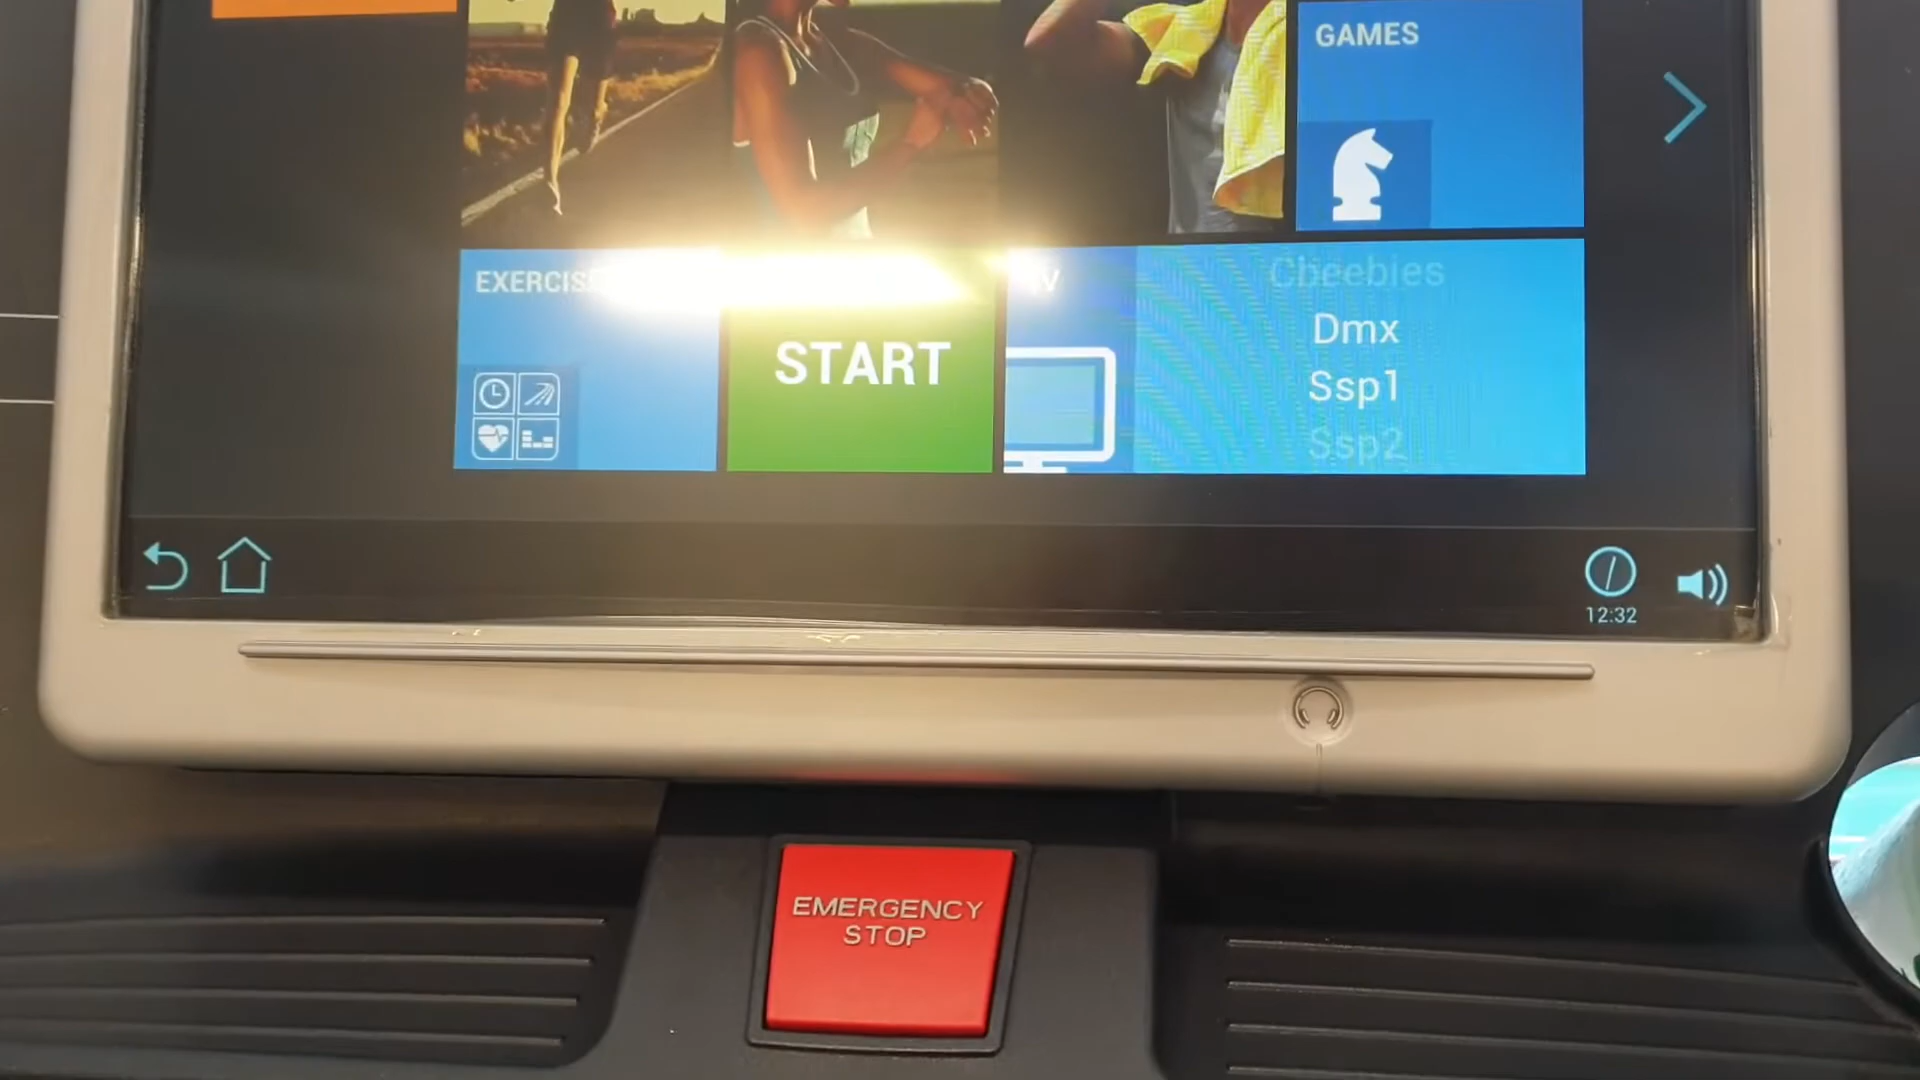 GAMES
EXERCISE
START
Cbeebies
Dmx
Ssp1
Ssp2
12:32
EMERGENCY
STOP